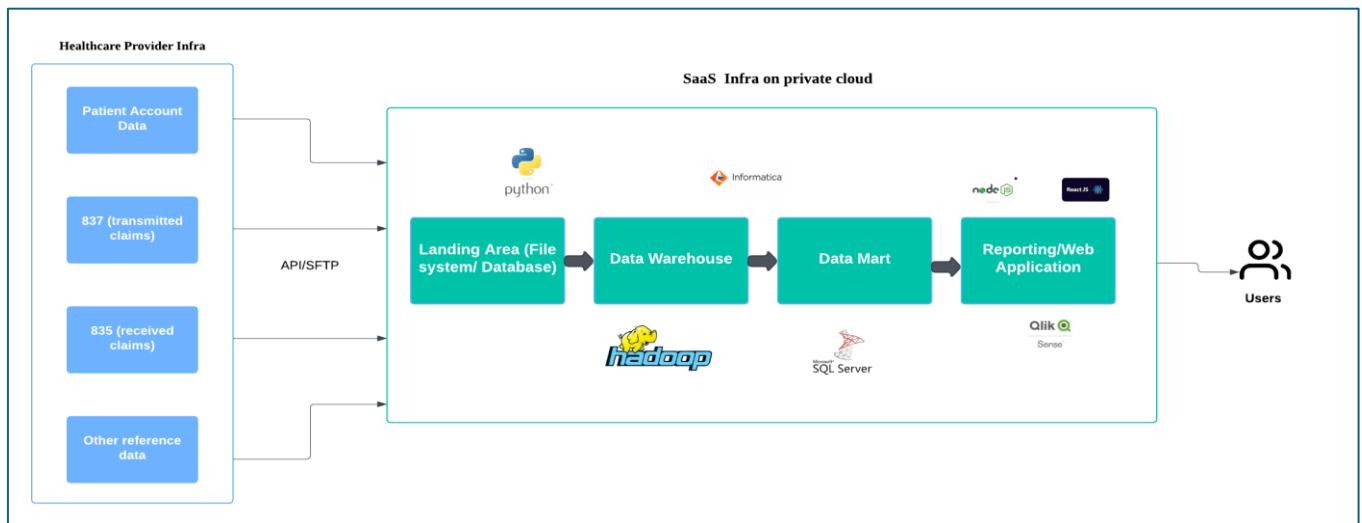 Healthcare Provider Infra
SaaS Infra on private cloud
Patient Account
Data
837 (transmitted
claims)
API/SFTP
835 (received
claims)
Other reference
data
python
Informatica
node JS
React JS
Landing Area (File
system/ Database)
Data Warehouse
Data Mart
Reporting/Web
Application
hadoop
Microsoft
SQL Server
Qlik
Sense
Users